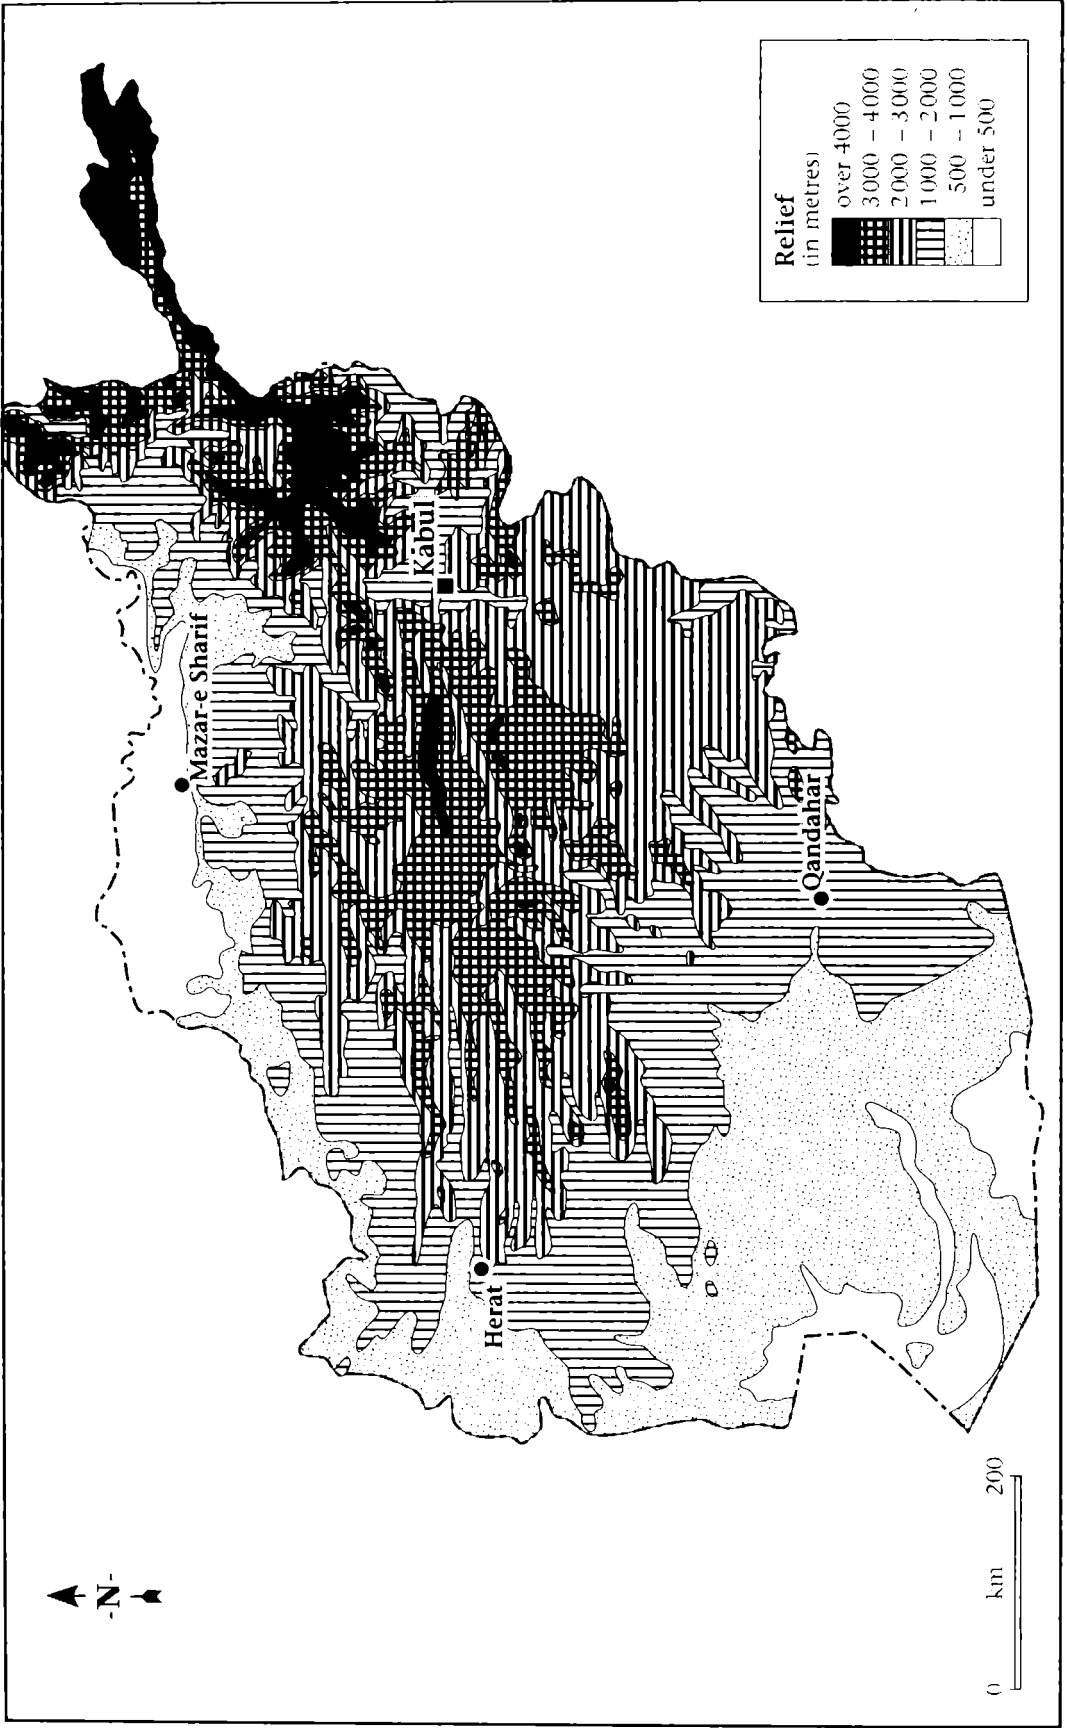 -N-
Mazar-e Sharif
Kabul
Herat
Qandahar
0 km 200
Relief
(in metres)
over 4000
3000 – 4000
2000 – 3000
1000 – 2000
500 – 1000
under 500